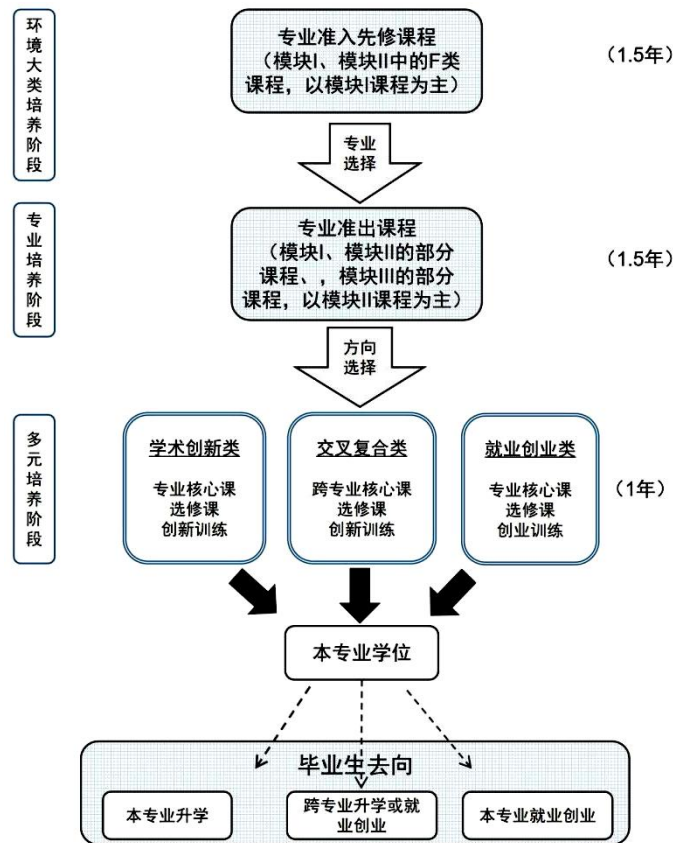 环境大类培养阶段
专业准入先修课程
（模块I、模块II中的F类
课程，以模块I课程为主）
（1.5年）
专业
选择
专业培养阶段
专业准出课程
（模块I、模块II的部分
课程、，模块III的部分
课程，以模块II课程为主）
（1.5年）
方向
选择
多元培养阶段
学术创新类
专业核心课
选修课
创新训练
交叉复合类
跨专业核心课
选修课
创新训练
就业创业类
专业核心课
选修课
创业训练
（1年）
本专业学位
毕业生去向
本专业升学
跨专业升学或就
业创业
本专业就业创业